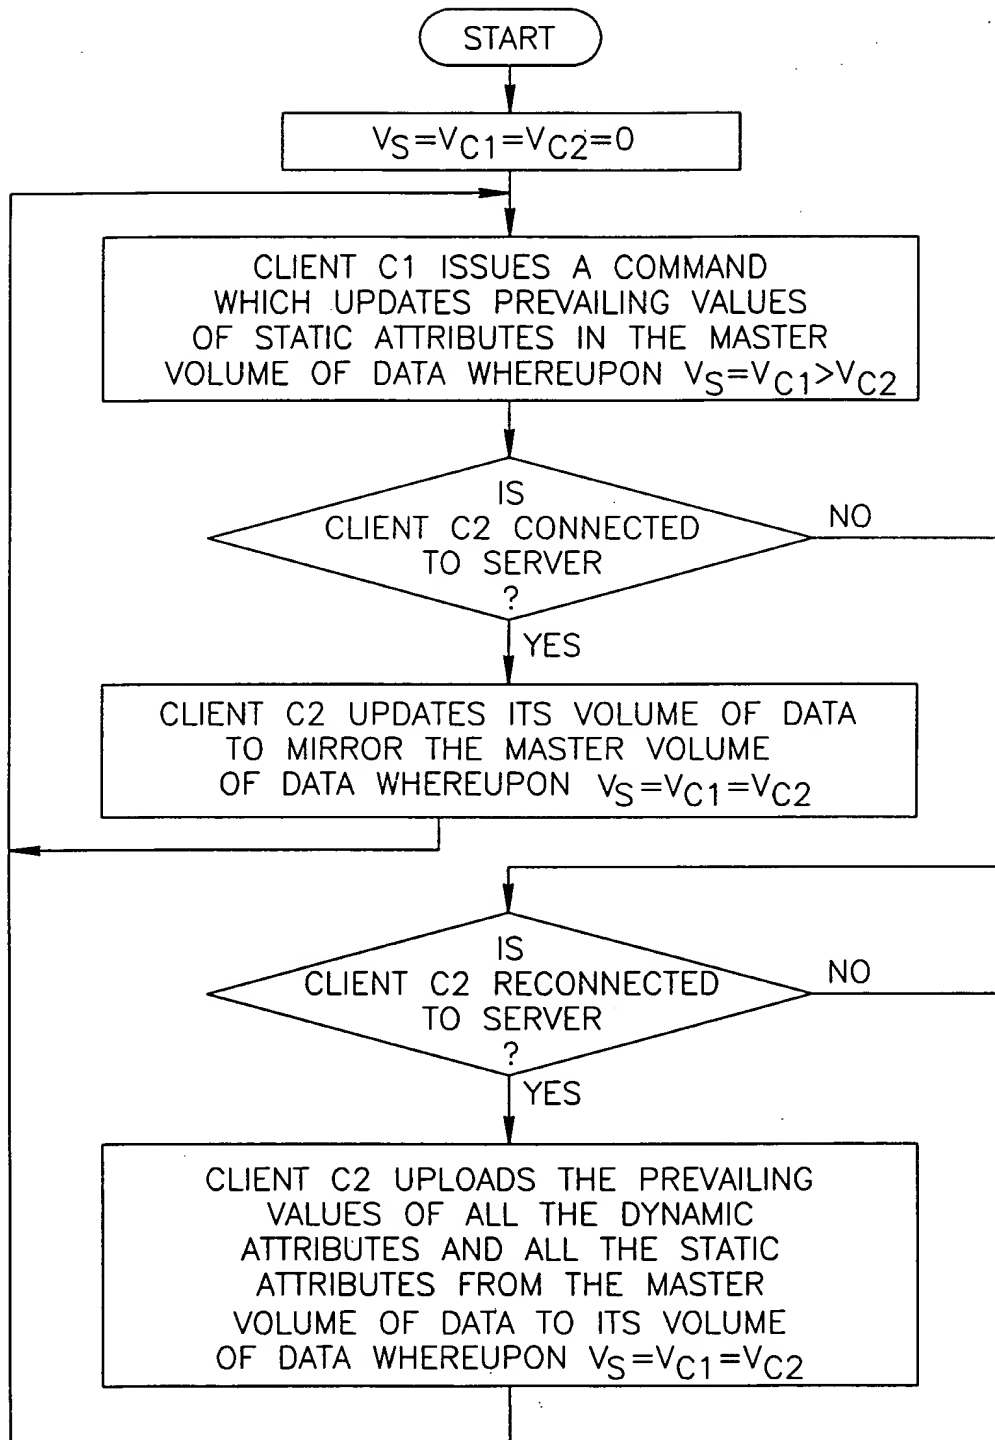 START
VS=VC1=VC2=0
CLIENT C1 ISSUES A COMMAND
WHICH UPDATES PREVAILING VALUES
OF STATIC ATTRIBUTES IN THE MASTER
VOLUME OF DATA WHEREUPON VS=VC1>VC2
IS
CLIENT C2 CONNECTED
TO SERVER
?
NO
YES
CLIENT C2 UPDATES ITS VOLUME OF DATA
TO MIRROR THE MASTER VOLUME
OF DATA WHEREUPON VS=VC1=VC2
IS
CLIENT C2 RECONNECTED
TO SERVER
?
NO
YES
CLIENT C2 UPLOADS THE PREVAILING
VALUES OF ALL THE DYNAMIC
ATTRIBUTES AND ALL THE STATIC
ATTRIBUTES FROM THE MASTER
VOLUME OF DATA TO ITS VOLUME
OF DATA WHEREUPON VS=VC1=VC2